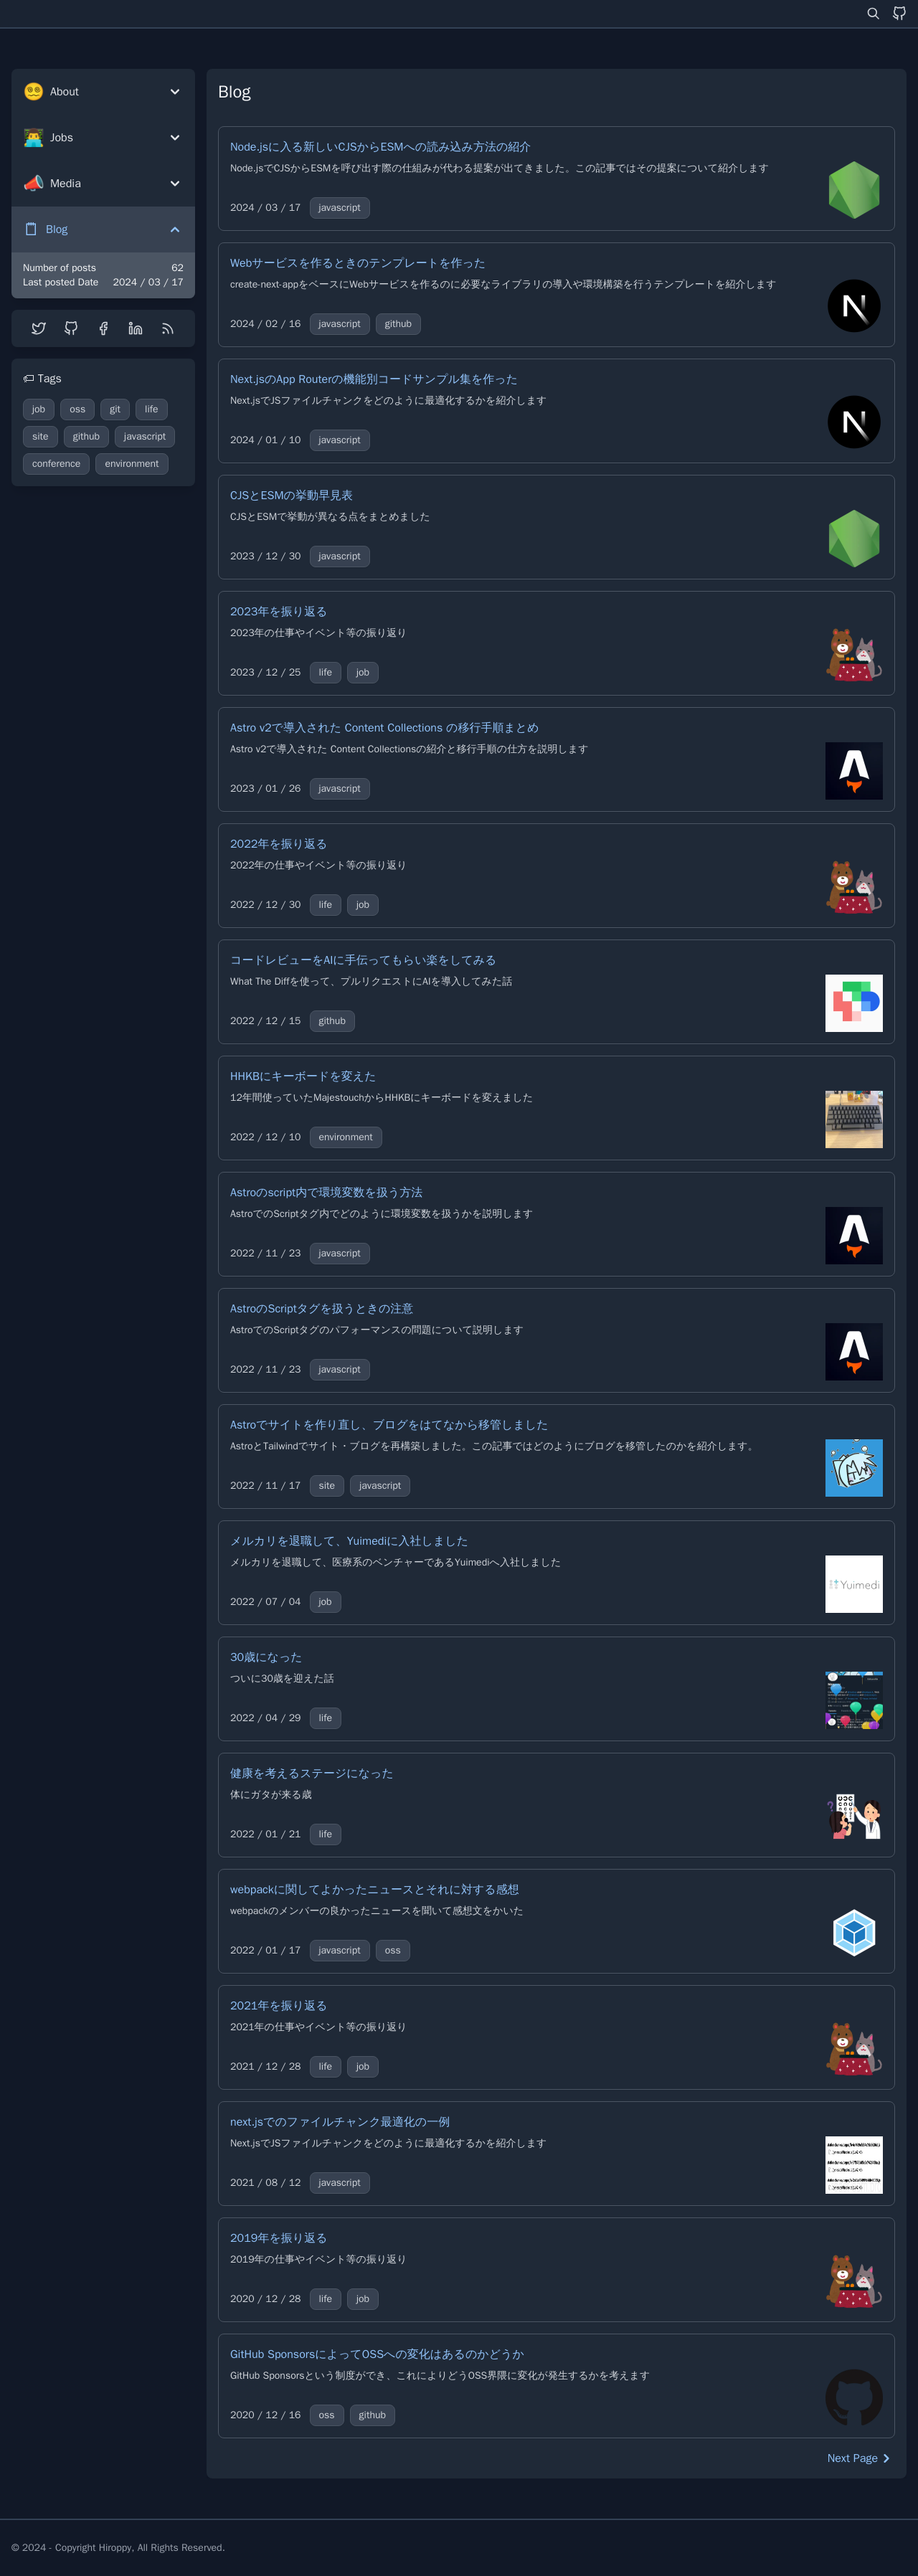 About
Jobs
Media
Blog
Number of posts 62
Last posted Date 2024 / 03 / 17
Tags
job oss git life
site github javascript
conference environment
Blog
Node.jsに入る新しいCJSからESMへの読み込み方法の紹介
Node.jsでCJSからESMを呼び出す際の仕組みが代わる提案が出てきました。この記事ではその提案について紹介します
2024 / 03 / 17 javascript
Webサービスを作るときのテンプレートを作った
create-next-appをベースにWebサービスを作るのに必要なライブラリの導入や環境構築を行うテンプレートを紹介します
2024 / 02 / 16 javascript github
Next.jsのApp Routerの機能別コードサンプル集を作った
Next.jsでJSファイルチャンクをどのように最適化するかを紹介します
2024 / 01 / 10 javascript
CJSとESMの挙動早見表
CJSとESMで挙動が異なる点をまとめました
2023 / 12 / 30 javascript
2023年を振り返る
2023年の仕事やイベント等の振り返り
2023 / 12 / 25 life job
Astro v2で導入された Content Collections の移行手順まとめ
Astro v2で導入された Content Collectionsの紹介と移行手順の仕方を説明します
2023 / 01 / 26 javascript
2022年を振り返る
2022年の仕事やイベント等の振り返り
2022 / 12 / 30 life job
コードレビューをAIに手伝ってもらい楽をしてみる
What The Diffを使って、プルリクエストにAIを導入してみた話
2022 / 12 / 15 github
HHKBにキーボードを変えた
12年間使っていたMajestouchからHHKBにキーボードを変えました
2022 / 12 / 10 environment
Astroのscript内で環境変数を扱う方法
AstroでのScriptタグ内でどのように環境変数を扱うかを説明します
2022 / 11 / 23 javascript
AstroのScriptタグを扱うときの注意
AstroでのScriptタグのパフォーマンスの問題について説明します
2022 / 11 / 23 javascript
Astroでサイトを作り直し、ブログをはてなから移管しました
AstroとTailwindでサイト・ブログを再構築しました。この記事ではどのようにブログを移管したのかを紹介します。
2022 / 11 / 17 site javascript
メルカリを退職して、Yuimediに入社しました
メルカリを退職して、医療系のベンチャーであるYuimediへ入社しました
Yuimedi
2022 / 07 / 04 job
30歳になった
ついに30歳を迎えた話
2022 / 04 / 29 life
健康を考えるステージになった
体にガタが来る歳
2022 / 01 / 21 life
webpackに関してよかったニュースとそれに対する感想
webpackのメンバーの良かったニュースを聞いて感想文をかいた
2022 / 01 / 17 javascript oss
2021年を振り返る
2021年の仕事やイベント等の振り返り
2021 / 12 / 28 life job
next.jsでのファイルチャンク最適化の一例
Next.jsでJSファイルチャンクをどのように最適化するかを紹介します
2021 / 08 / 12 javascript
2019年を振り返る
2019年の仕事やイベント等の振り返り
2020 / 12 / 28 life job
GitHub SponsorsによってOSSへの変化はあるのかどうか
GitHub Sponsorsという制度ができ、これによりどうOSS界隈に変化が発生するかを考えます
2020 / 12 / 16 oss github
Next Page
© 2024 - Copyright Hiroppy, All Rights Reserved.